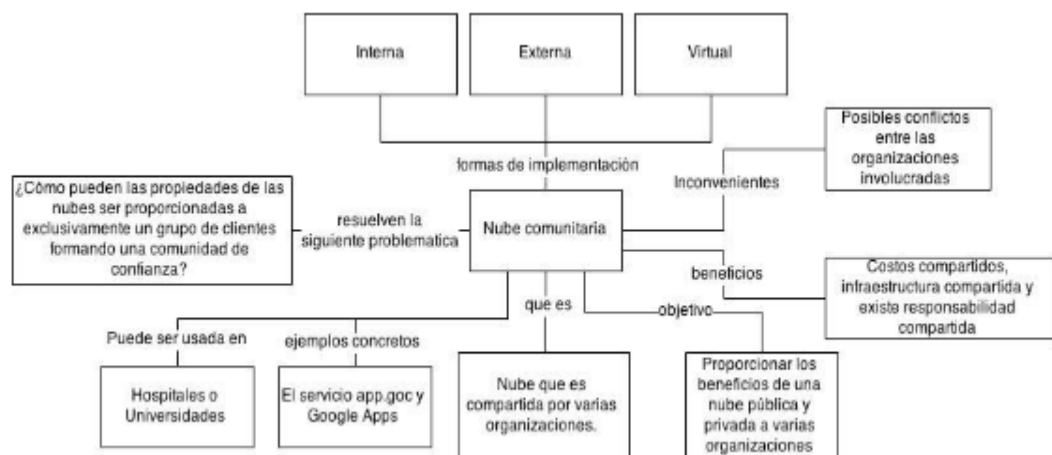 Interna
Externa
Virtual
Posibles conflictos
entre las
organizaciones
involucradas
formas de implementación
Inconvenientes
¿Cómo pueden las propiedades de las
nubes ser proporcionadas a
exclusivamente un grupo de clientes
formando una comunidad de
confianza?
resuelven la
siguiente problematica
Nube comunitaria
beneficios
Costos compartidos,
infraestructura compartida y
existe responsabilidad
compartida
que es
objetivo
Puede ser usada en
ejemplos concretos
Hospitales o
Universidades
El servicio app.goc y
Google Apps
Nube que es
compartida por varias
organizaciones.
Proporcionar los
beneficios de una
nube pública y
privada a varias
organizaciones